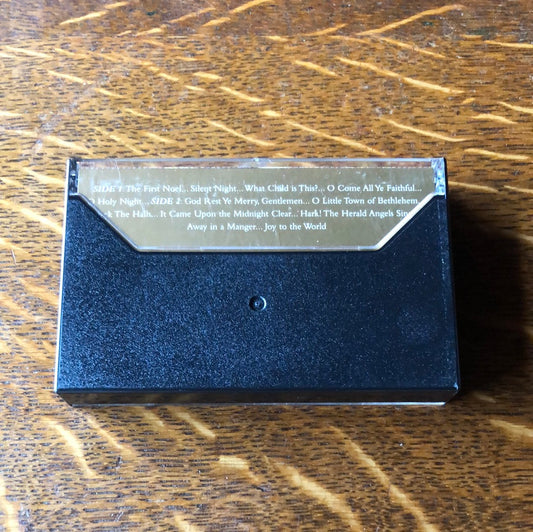 SIDE 1 The First Noel... Silent Night... What Child is This?... O Come All Ye Faithful...
O Holy Night... SIDE 2: God Rest Ye Merry, Gentlemen... O Little Town of Bethlehem
The Halls... It Came Upon the Midnight Clear... Hark! The Herald Angels
Away in a Manger... Joy to the World